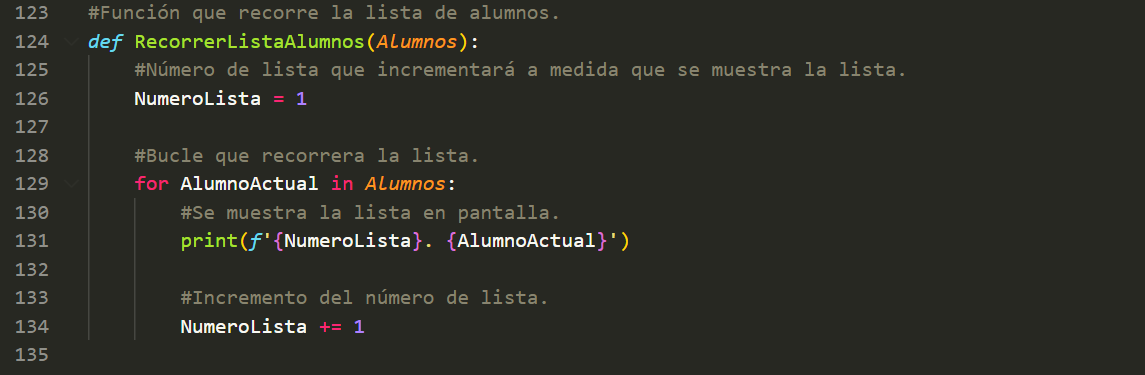 123 #Función que recorre la lista de alumnos.
124 def RecorrerListaAlumnos(Alumnos):
125 #Número de lista que incrementará a medida que se muestra la lista.
126 NumeroLista = 1
127
128 #Bucle que recorrera la lista.
129 for AlumnoActual in Alumnos:
130 #Se muestra la lista en pantalla.
131 print(f'{NumeroLista}. {AlumnoActual}')
132
133 #Incremento del número de lista.
134 NumeroLista += 1
135